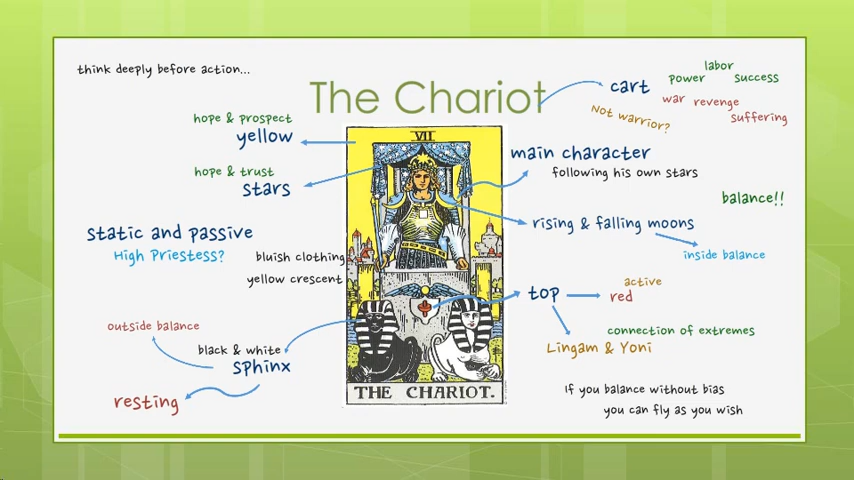 think deeply before action...
The Chariot
cart
labor
power
success
war
revenge
suffering
Not warrior?
hope & prospect
yellow
hope & trust
stars
static and passive
High Priestess?
bluish clothing
yellow crescent
VII
main character
following his own stars
balance!!
rising & falling moons
inside balance
top
active
red
connection of extremes
Lingam & Yoni
outside balance
black & white
sphinx
resting
THE CHARIOT.
If you balance without bias
you can fly as you wish